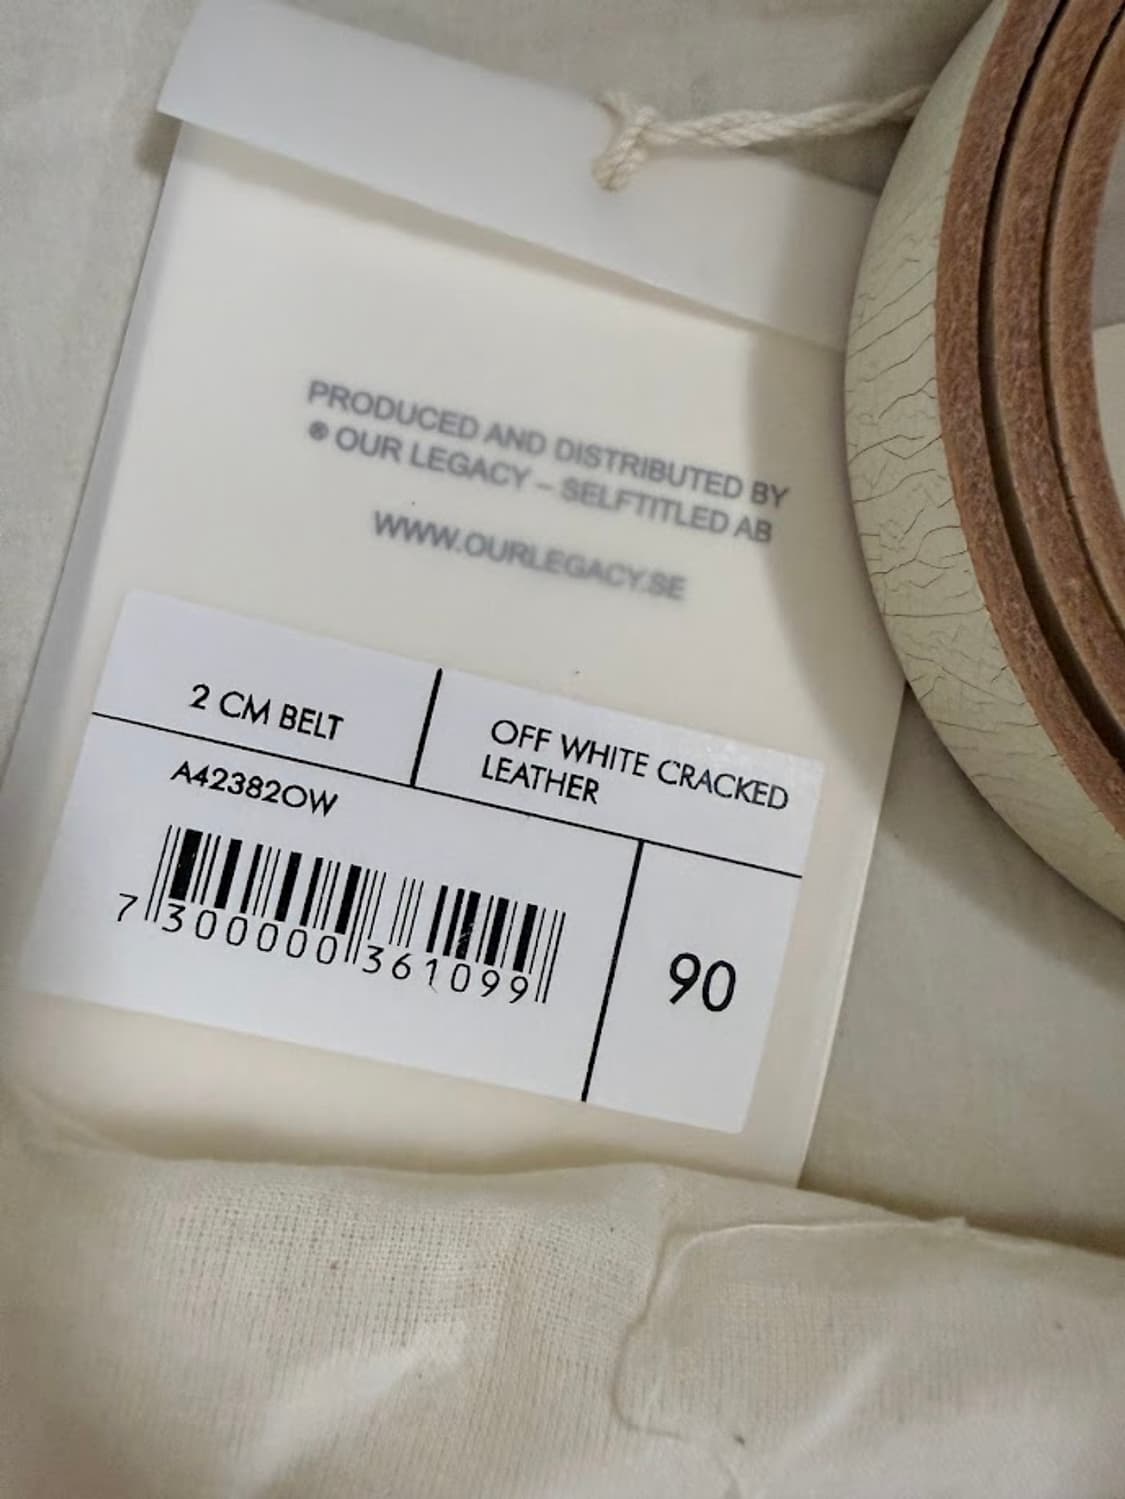 PRODUCED AND DISTRIBUTED BY
® OUR LEGACY – SELFTITLED AB
WWW.OURLEGACY.SE
2 CM BELT
OFF WHITE CRACKED
LEATHER
A42382OW
7 300000 361099
90